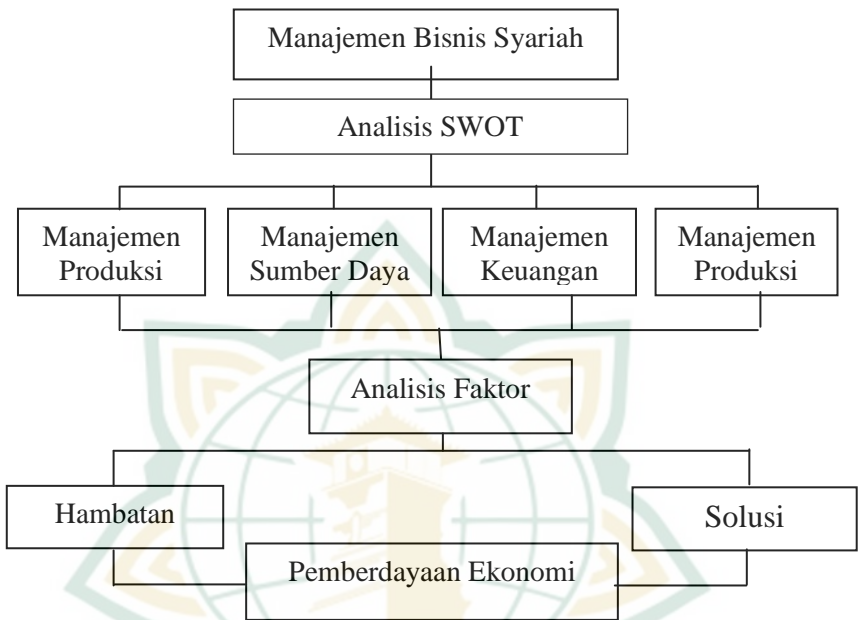 Manajemen Bisnis Syariah
Analisis SWOT
Manajemen
Produksi
Manajemen
Sumber Daya
Manajemen
Keuangan
Manajemen
Produksi
Analisis Faktor
Hambatan
Solusi
Pemberdayaan Ekonomi